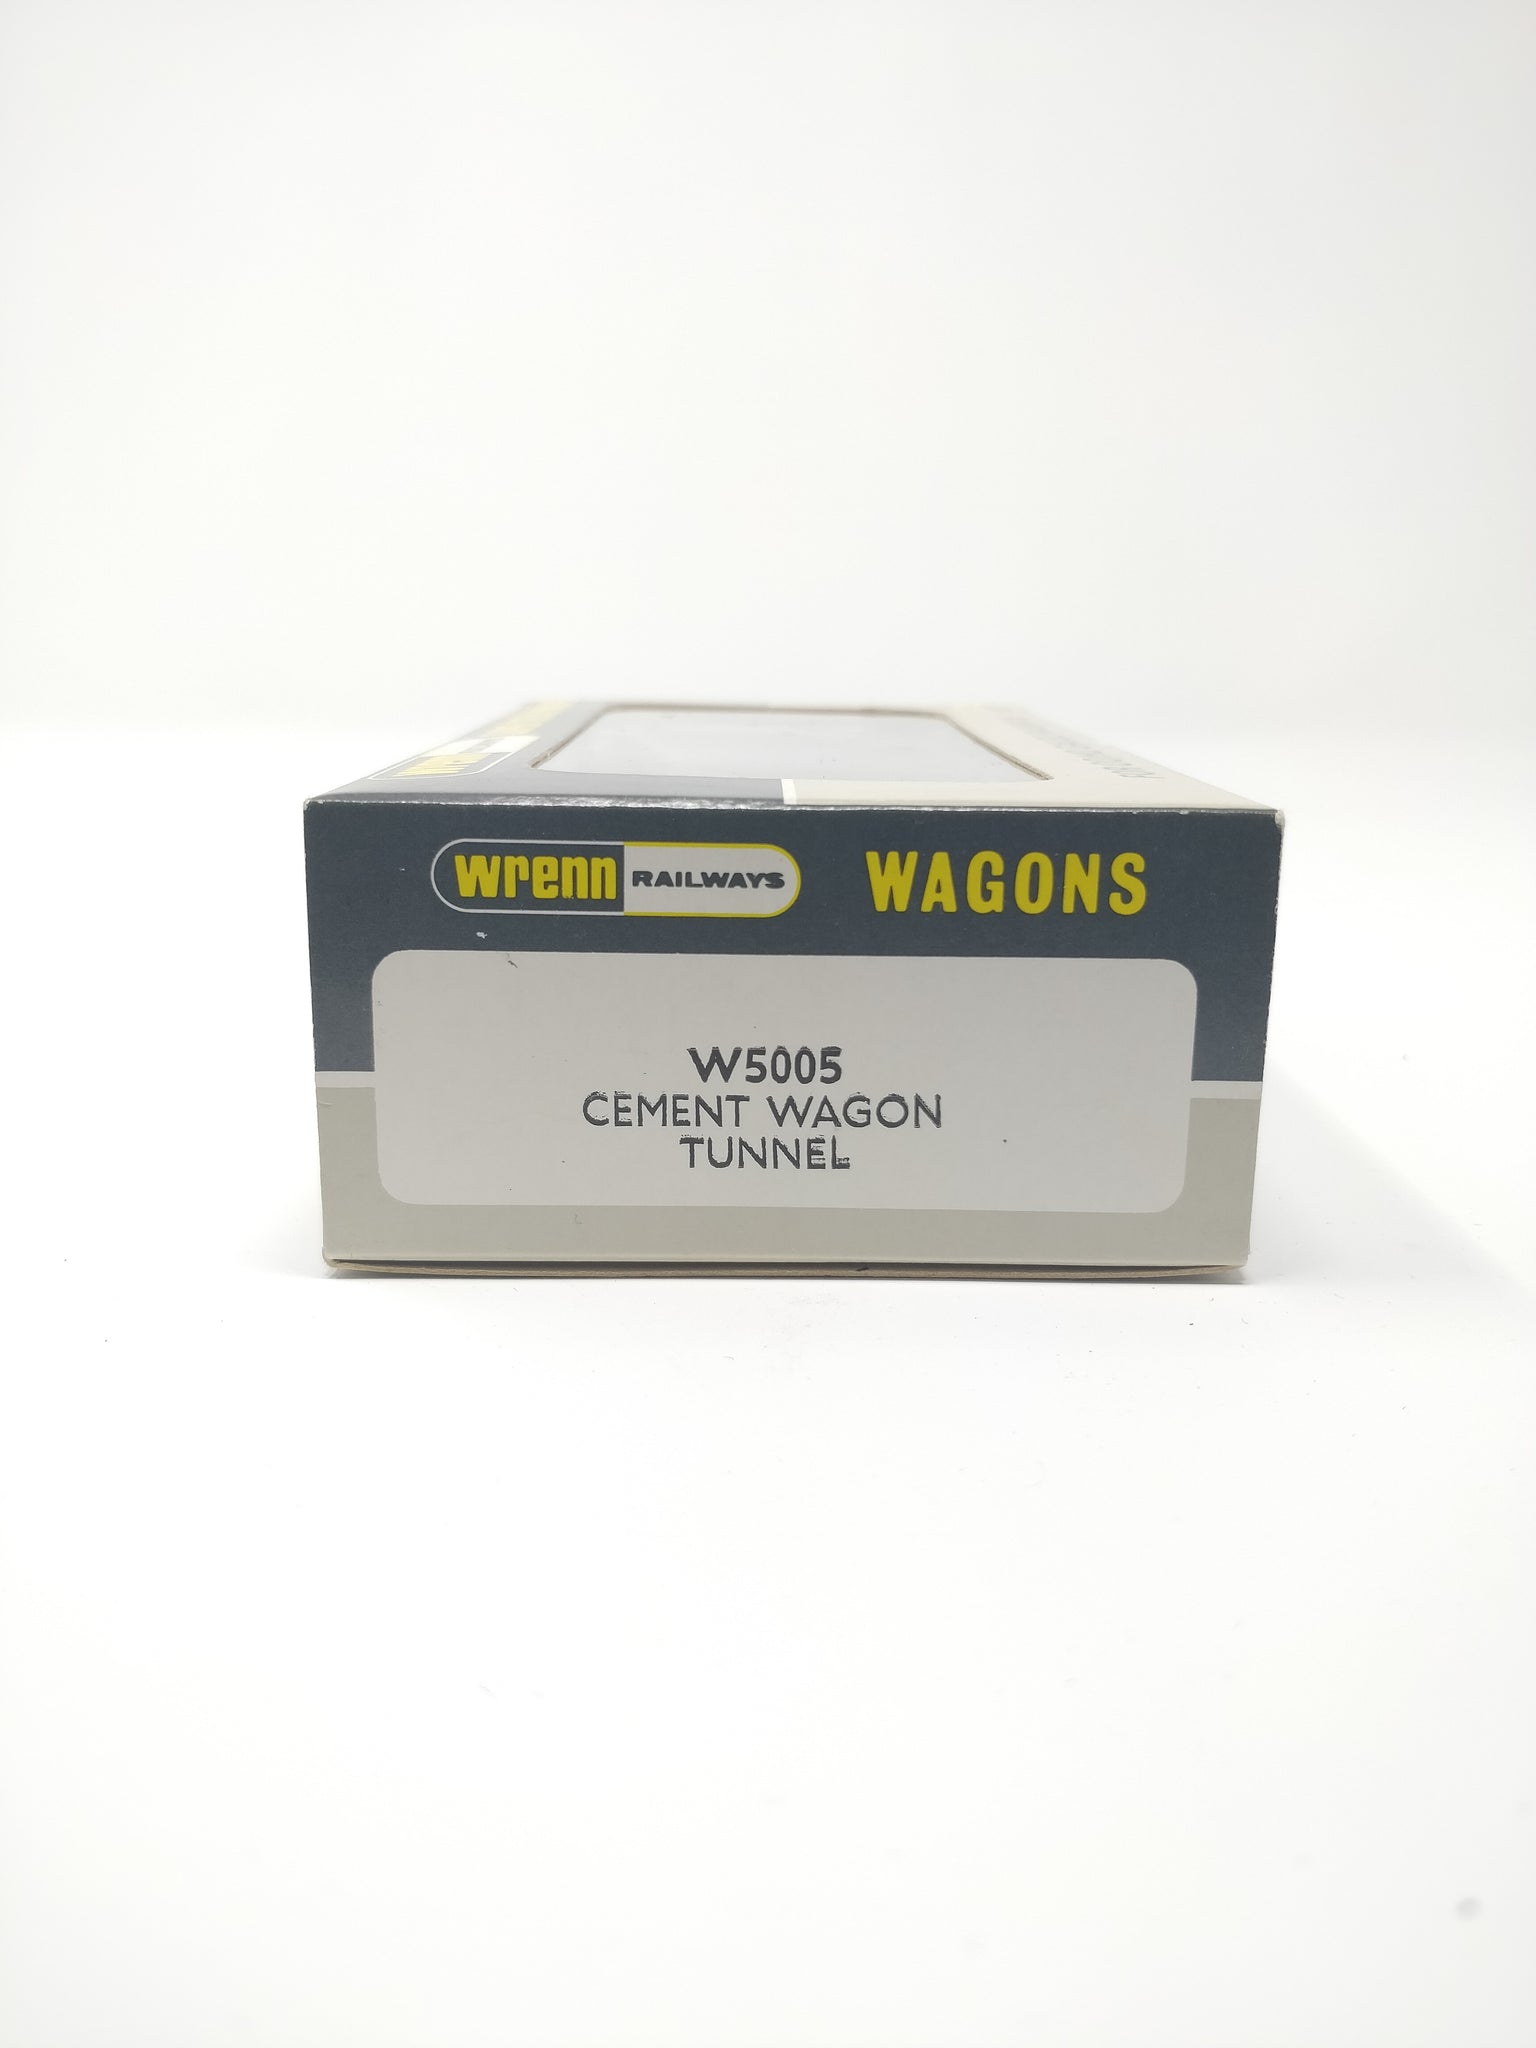 wrenn RAILWAYS WAGONS
W5005
CEMENT WAGON
TUNNEL